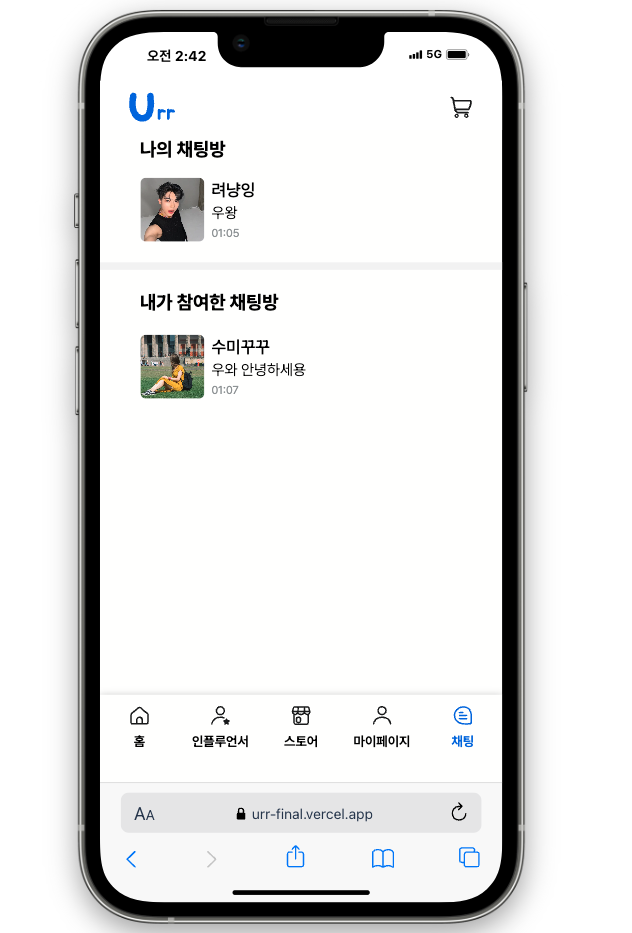 오전 2:42
5G
Urr
나의 채팅방
려냥잉
우왕
01:05
내가 참여한 채팅방
수미꾸꾸
우와 안녕하세용
01:07
홈 인플루언서 스토어 마이페이지 채팅
AA urr-final.vercel.app